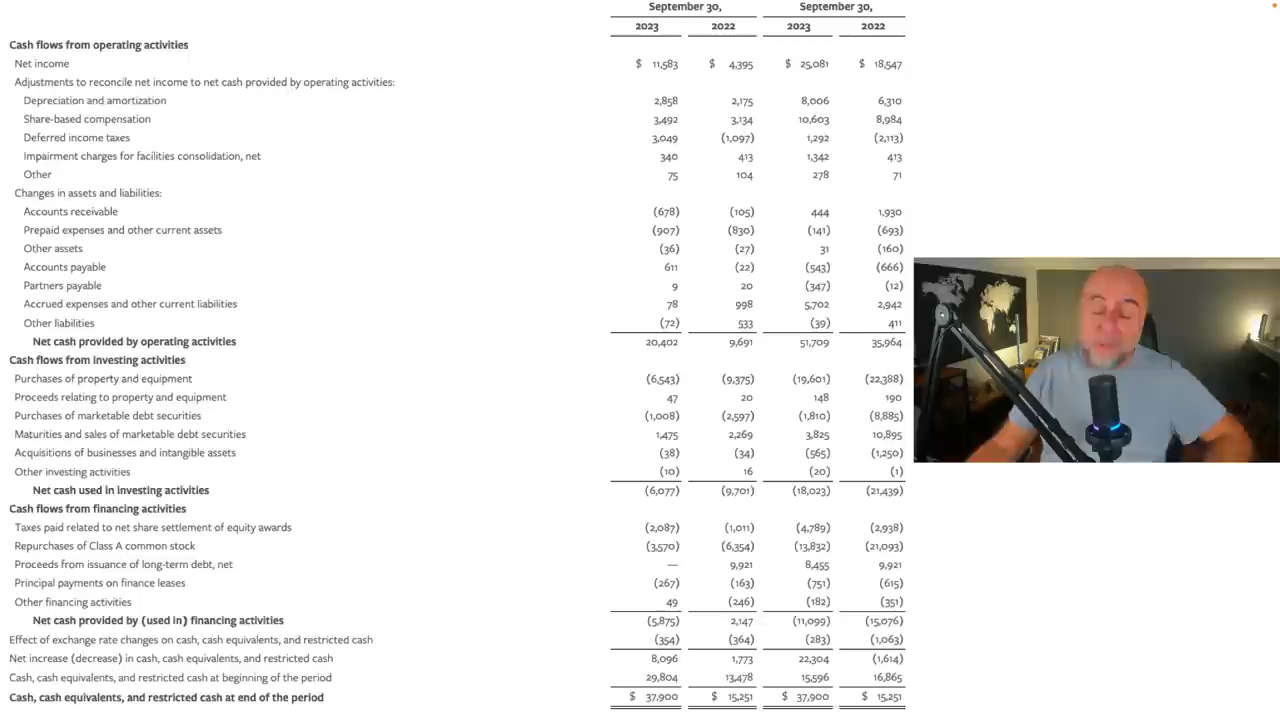 September 30, September 30,
2023 2022 2023 2022
Cash flows from operating activities
Net income $ 11,583 $ 4,395 $ 25,081 $ 18,547
Adjustments to reconcile net income to net cash provided by operating activities:
Depreciation and amortization 2,858 2,175 8,006 6,310
Share-based compensation 3,492 3,134 10,603 8,984
Deferred income taxes 3,049 (1,097) 1,292 (2,113)
Impairment charges for facilities consolidation, net 340 413 1,342 413
Other 75 104 278 71
Changes in assets and liabilities:
Accounts receivable (678) (105) 444 1,930
Prepaid expenses and other current assets (907) (830) (141) (693)
Other assets (36) (27) 31 (160)
Accounts payable 611 (22) (543) (666)
Partners payable 9 20 (347) (12)
Accrued expenses and other current liabilities 78 998 5,702 2,942
Other liabilities (72) 533 (39) 411
Net cash provided by operating activities 20,402 9,691 51,709 35,964
Cash flows from investing activities
Purchases of property and equipment (6,543) (9,375) (19,601) (22,388)
Proceeds relating to property and equipment 47 20 148 190
Purchases of marketable debt securities (1,008) (2,597) (1,810) (8,885)
Maturities and sales of marketable debt securities 1,475 2,269 3,825 10,895
Acquisitions of businesses and intangible assets (38) (34) (565) (1,250)
Other investing activities (10) 16 (20) (1)
Net cash used in investing activities (6,077) (9,701) (18,023) (21,439)
Cash flows from financing activities
Taxes paid related to net share settlement of equity awards (2,087) (1,011) (4,789) (2,938)
Repurchases of Class A common stock (3,570) (6,354) (13,832) (21,093)
Proceeds from issuance of long-term debt, net — 9,921 8,455 9,921
Principal payments on finance leases (267) (163) (751) (615)
Other financing activities 49 (246) (182) (351)
Net cash provided by (used in) financing activities (5,875) 2,147 (11,099) (15,076)
Effect of exchange rate changes on cash, cash equivalents, and restricted cash (354) (364) (283) (1,063)
Net increase (decrease) in cash, cash equivalents, and restricted cash 8,096 1,773 22,304 (1,614)
Cash, cash equivalents, and restricted cash at beginning of the period 29,804 13,478 15,596 16,865
Cash, cash equivalents, and restricted cash at end of the period $ 37,900 $ 15,251 $ 37,900 $ 15,251